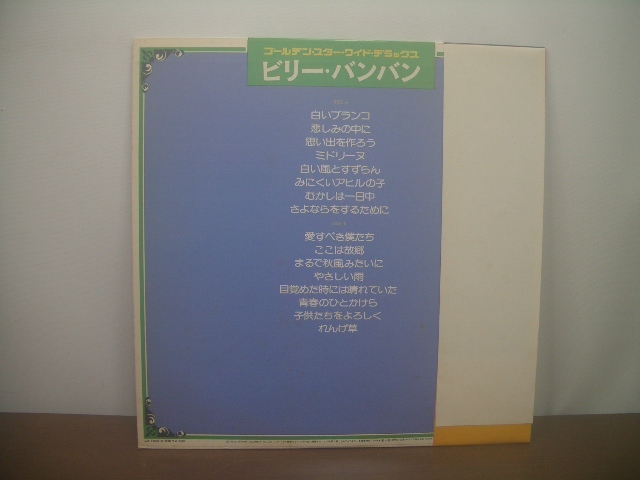 ゴールデン・スター・ワイド・デラックス
ビリー・バンバン
白いブランコ
悲しみの中に
思い出を作ろう
ミドリーヌ
白い風とすずらん
みにくいアヒルの子
むかしは一日中
さよならをするために
愛すべき僕たち
ここは故郷
まるで秋風みたいに
やさしい雨
目覚めた時には晴れていた
青春のひとかけら
子供たちをよろしく
れんげ草